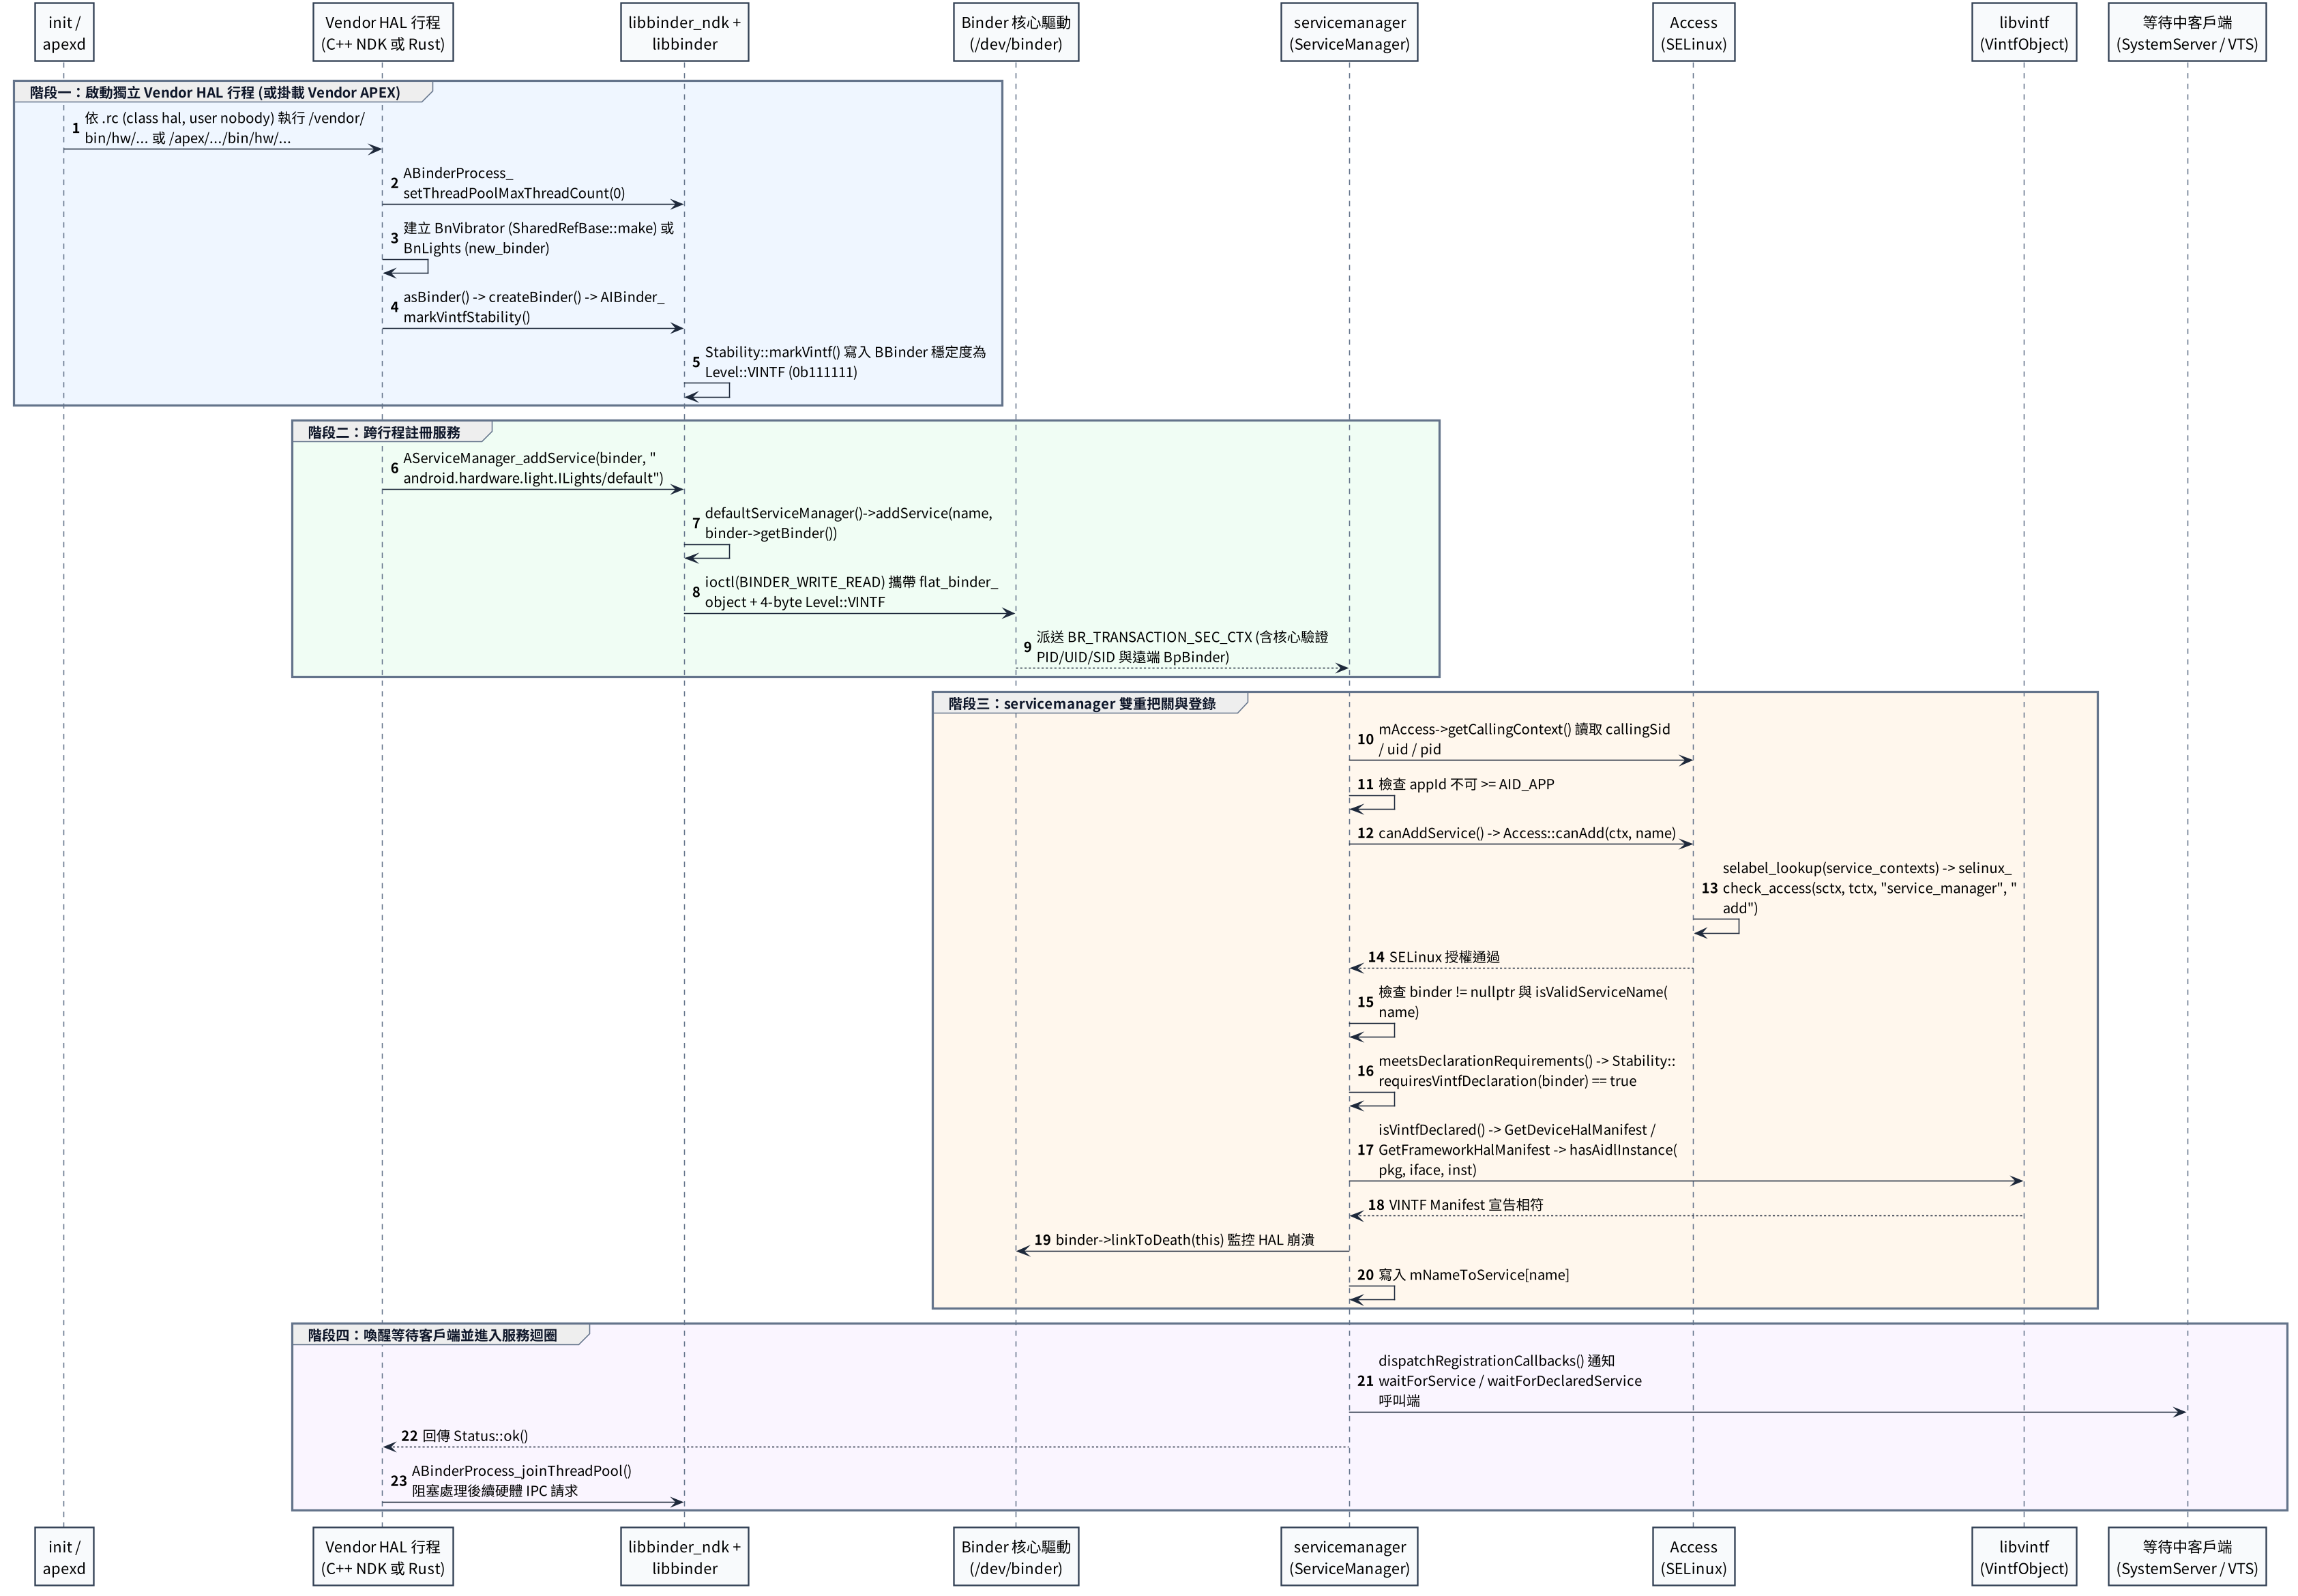 init /
apexd
Vendor HAL 行程
(C++ NDK 或 Rust)
libbinder_ndk +
libbinder
Binder 核心驅動
(/dev/binder)
servicemanager
(ServiceManager)
Access
(SELinux)
libvintf
(VintfObject)
等待中客戶端
(SystemServer / VTS)
階段一：啟動獨立 Vendor HAL 行程 (或掛載 Vendor APEX)
1 依 .rc (class hal, user nobody) 執行 /vendor/
bin/hw/... 或 /apex/.../bin/hw/...
2 ABinderProcess_
setThreadPoolMaxThreadCount(0)
3 建立 BnVibrator (SharedRefBase::make) 或
BnLights (new_binder)
4 asBinder() -> createBinder() -> AIBinder_
markVintfStability()
5 Stability::markVintf() 寫入 BBinder 穩定度為
Level::VINTF (0b111111)
階段二：跨行程註冊服務
6 AServiceManager_addService(binder, "
android.hardware.light.ILights/default")
7 defaultServiceManager()->addService(name,
binder->getBinder())
8 ioctl(BINDER_WRITE_READ) 攜帶 flat_binder_
object + 4-byte Level::VINTF
9 派送 BR_TRANSACTION_SEC_CTX (含核心驗證
PID/UID/SID 與遠端 BpBinder)
階段三：servicemanager 雙重把關與登錄
10 mAccess->getCallingContext() 讀取 callingSid
/ uid / pid
11 檢查 appId 不可 >= AID_APP
12 canAddService() -> Access::canAdd(ctx, name)
13 selabel_lookup(service_contexts) -> selinux_
check_access(sctx, tctx, "service_manager", "
add")
14 SELinux 授權通過
15 檢查 binder != nullptr 與 isValidServiceName(
name)
16 meetsDeclarationRequirements() -> Stability::
requiresVintfDeclaration(binder) == true
17 isVintfDeclared() -> GetDeviceHalManifest /
GetFrameworkHalManifest -> hasAidlInstance(
pkg, iface, inst)
18 VINTF Manifest 宣告相符
19 binder->linkToDeath(this) 監控 HAL 崩潰
20 寫入 mNameToService[name]
階段四：喚醒等待客戶端並進入服務迴圈
21 dispatchRegistrationCallbacks() 通知
waitForService / waitForDeclaredService
呼叫端
22 回傳 Status::ok()
23 ABinderProcess_joinThreadPool()
阻塞處理後續硬體 IPC 請求
init /
apexd
Vendor HAL 行程
(C++ NDK 或 Rust)
libbinder_ndk +
libbinder
Binder 核心驅動
(/dev/binder)
servicemanager
(ServiceManager)
Access
(SELinux)
libvintf
(VintfObject)
等待中客戶端
(SystemServer / VTS)